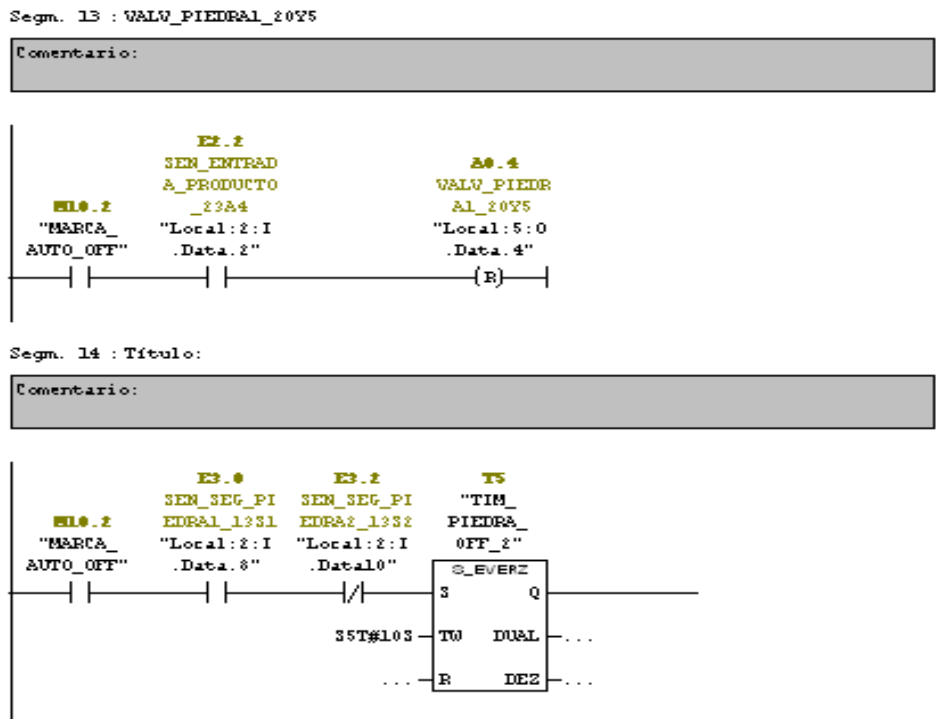 Segm. 13 : VALV_PIEDRA1_20Y5
Comentario:
E2.2
SEN_ENTRAD
A_PRODUCTO
_23A4
"Local:2:I
.Data.2"
A0.4
VALV_PIEDR
A1_20Y5
"Local:5:O
.Data.4"
M10.2
"MARCA_
AUTO_OFF"
(R)
Segm. 14 : Título:
Comentario:
M10.2
"MARCA_
AUTO_OFF"
E3.0
SEN_SEG_PI
EDRA1_13S1
"Local:2:I
.Data.8"
E3.2
SEN_SEG_PI
EDRA2_13S2
"Local:2:I
.Data10"
T5
"TIM_
PIEDRA_
OFF_2"
S_EVERZ
S Q
S5T#10S TW DUAL ...
... R DEZ ...